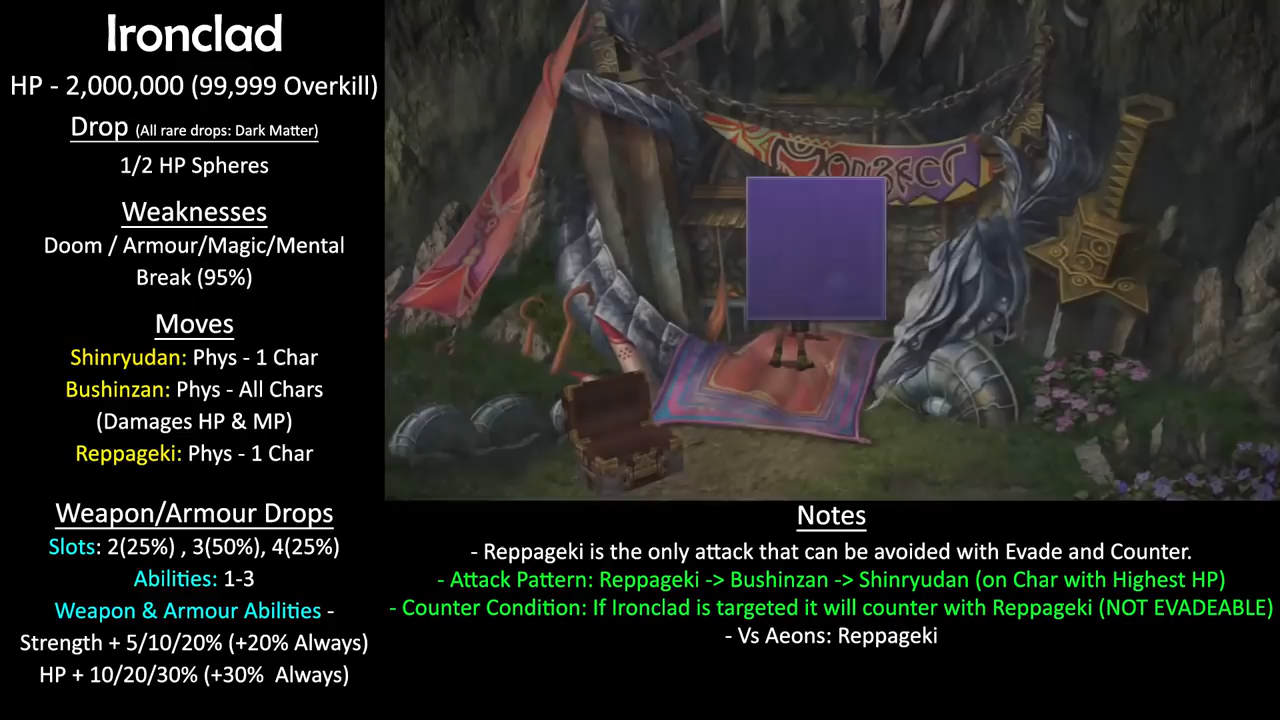 Ironclad
HP - 2,000,000 (99,999 Overkill)
Drop (All rare drops: Dark Matter)
1/2 HP Spheres
Weaknesses
Doom / Armour/Magic/Mental
Break (95%)
Moves
Shinryudan: Phys - 1 Char
Bushinzan: Phys - All Chars
(Damages HP & MP)
Reppageki: Phys - 1 Char
Weapon/Armour Drops
Slots: 2(25%) , 3(50%), 4(25%)
Abilities: 1-3
Weapon & Armour Abilities -
Strength + 5/10/20% (+20% Always)
HP + 10/20/30% (+30%  Always)
Notes
- Reppageki is the only attack that can be avoided with Evade and Counter.
- Attack Pattern: Reppageki -> Bushinzan -> Shinryudan (on Char with Highest HP)
- Counter Condition: If Ironclad is targeted it will counter with Reppageki (NOT EVADEABLE)
- Vs Aeons: Reppageki